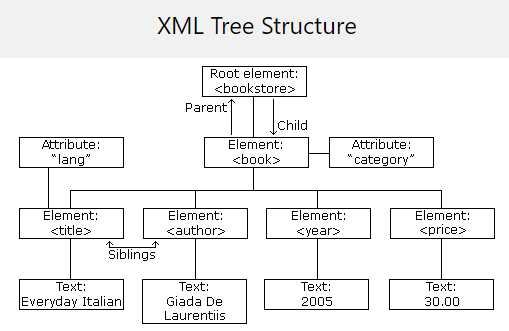 XML Tree Structure
Root element:
<bookstore>
Parent
Child
Attribute:
“lang”
Element:
<book>
Attribute:
“category”
Element:
<title>
Element:
<author>
Element:
<year>
Element:
<price>
Siblings
Text:
Everyday Italian
Text:
Giada De
Laurentiis
Text:
2005
Text:
30.00